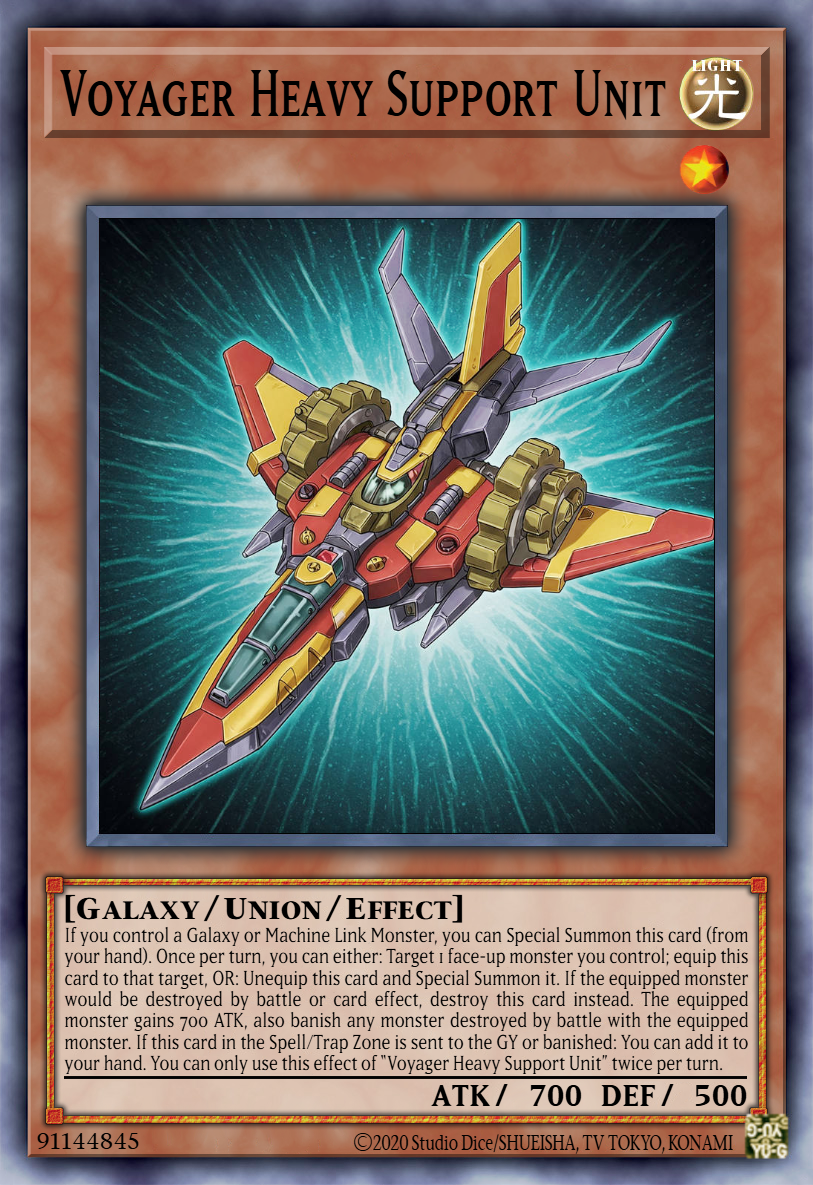 Voyager Heavy Support Unit
LIGHT
光
[Galaxy/Union/Effect]
If you control a Galaxy or Machine Link Monster, you can Special Summon this card (from
your hand). Once per turn, you can either: Target 1 face-up monster you control; equip this
card to that target, OR: Unequip this card and Special Summon it. If the equipped monster
would be destroyed by battle or card effect, destroy this card instead. The equipped
monster gains 700 ATK, also banish any monster destroyed by battle with the equipped
monster. If this card in the Spell/Trap Zone is sent to the GY or banished: You can add it to
your hand. You can only use this effect of "Voyager Heavy Support Unit" twice per turn.
ATK/ 700 DEF/ 500
91144845
©2020 Studio Dice/SHUEISHA, TV TOKYO, KONAMI